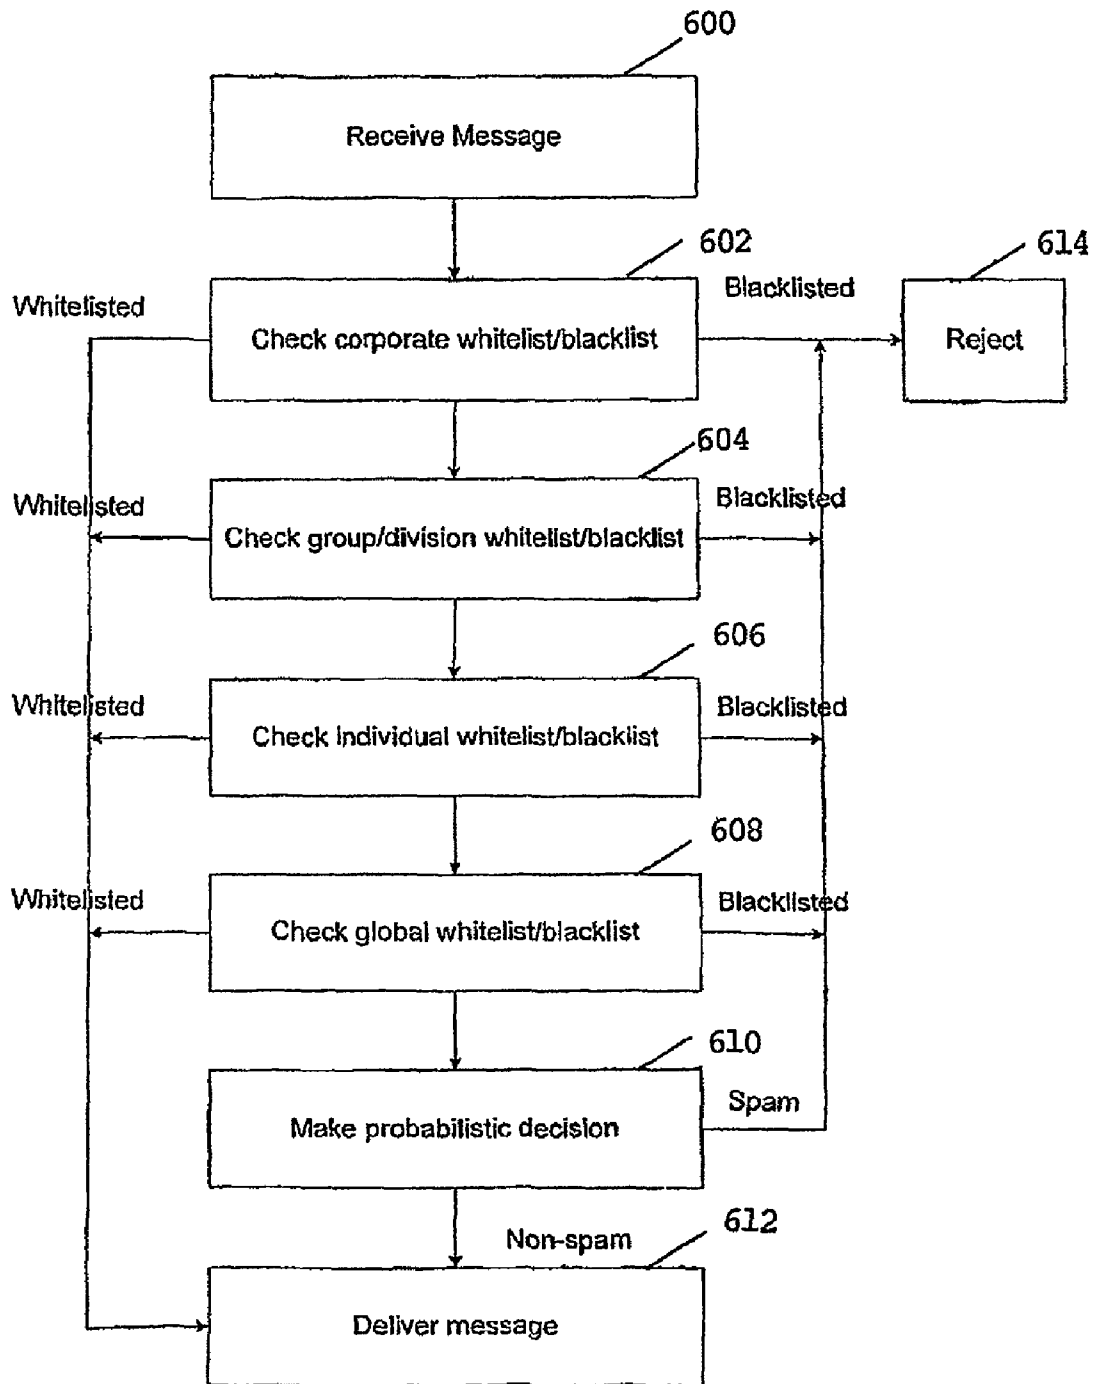 600
Receive Message
602
614
Whitelisted
Blacklisted
Check corporate whitelist/blacklist
Reject
604
Whitelisted
Blacklisted
Check group/division whitelist/blacklist
606
Whitelisted
Blacklisted
Check individual whitelist/blacklist
608
Whitelisted
Blacklisted
Check global whitelist/blacklist
610
Spam
Make probabilistic decision
612
Non-spam
Deliver message